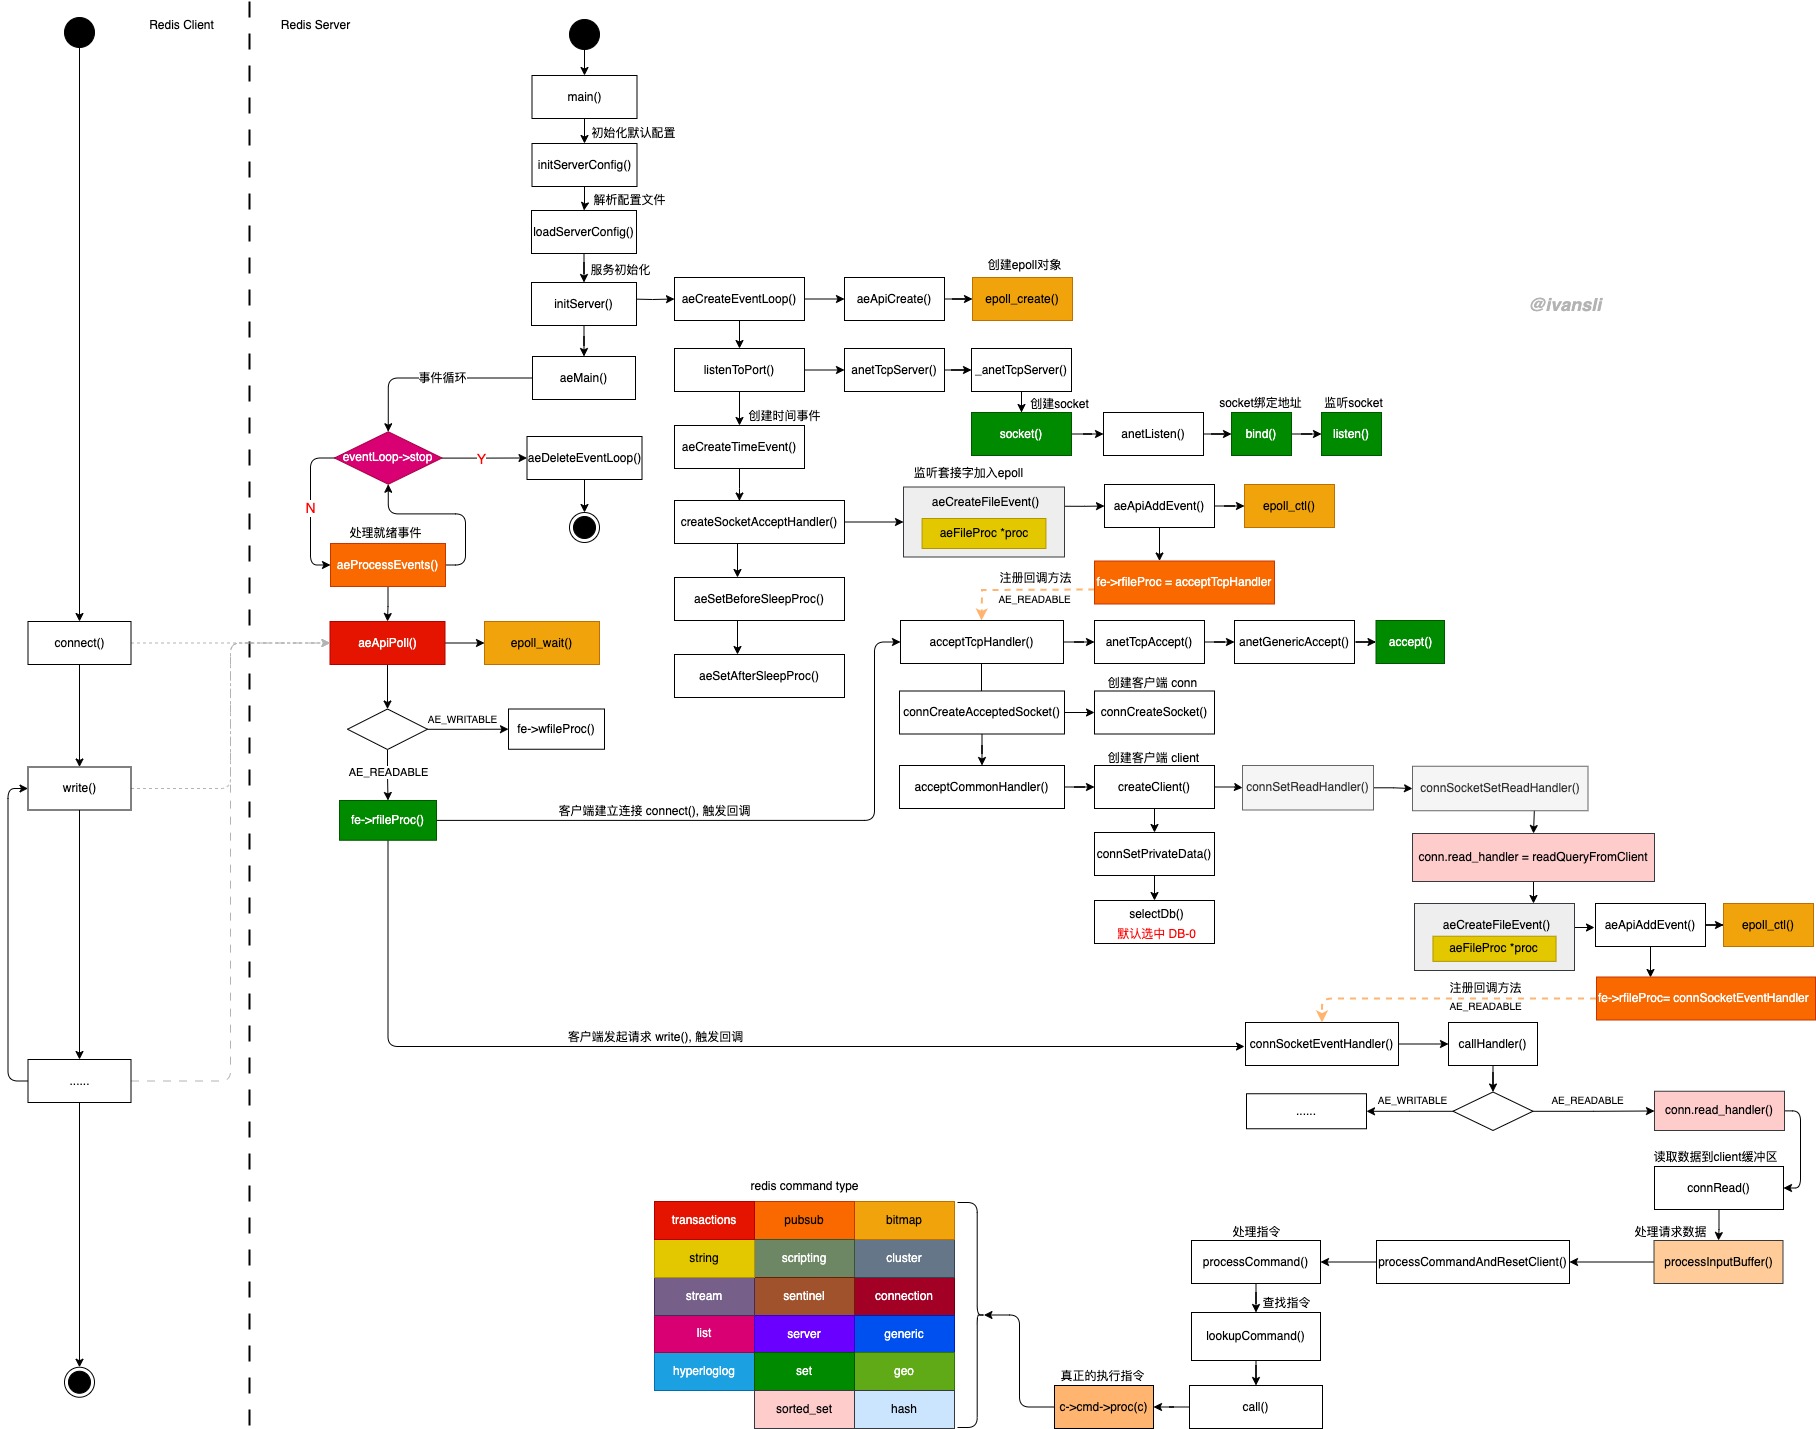 Redis Client
Redis Server
main()
初始化默认配置
initServerConfig()
解析配置文件
loadServerConfig()
服务初始化
initServer()
aeCreateEventLoop()
aeApiCreate()
创建epoll对象
epoll_create()
@ivansli
aeMain()
事件循环
listenToPort()
anetTcpServer()
_anetTcpServer()
创建socket
socket()
anetListen()
socket绑定地址
bind()
监听socket
listen()
创建时间事件
aeCreateTimeEvent()
eventLoop->stop
Y
aeDeleteEventLoop()
N
处理就绪事件
aeProcessEvents()
createSocketAcceptHandler()
监听套接字加入epoll
aeCreateFileEvent()
aeFileProc *proc
aeApiAddEvent()
epoll_ctl()
fe->rfileProc = acceptTcpHandler
注册回调方法
AE_READABLE
aeSetBeforeSleepProc()
aeSetAfterSleepProc()
connect()
aeApiPoll()
epoll_wait()
acceptTcpHandler()
anetTcpAccept()
anetGenericAccept()
accept()
AE_WRITABLE
fe->wfileProc()
AE_READABLE
创建客户端 conn
connCreateAcceptedSocket()
connCreateSocket()
write()
fe->rfileProc()
客户端建立连接 connect(), 触发回调
创建客户端 client
acceptCommonHandler()
createClient()
connSetReadHandler()
connSocketSetReadHandler()
connSetPrivateData()
conn.read_handler = readQueryFromClient
selectDb()
默认选中 DB-0
aeCreateFileEvent()
aeFileProc *proc
aeApiAddEvent()
epoll_ctl()
fe->rfileProc= connSocketEventHandler
注册回调方法
AE_READABLE
客户端发起请求 write(), 触发回调
connSocketEventHandler()
callHandler()
......
......
AE_WRITABLE
AE_READABLE
conn.read_handler()
读取数据到client缓冲区
connRead()
处理请求数据
processInputBuffer()
processCommandAndResetClient()
处理指令
processCommand()
查找指令
lookupCommand()
call()
真正的执行指令
c->cmd->proc(c)
redis command type
transactions
pubsub
bitmap
string
scripting
cluster
stream
sentinel
connection
list
server
generic
hyperloglog
set
geo
sorted_set
hash